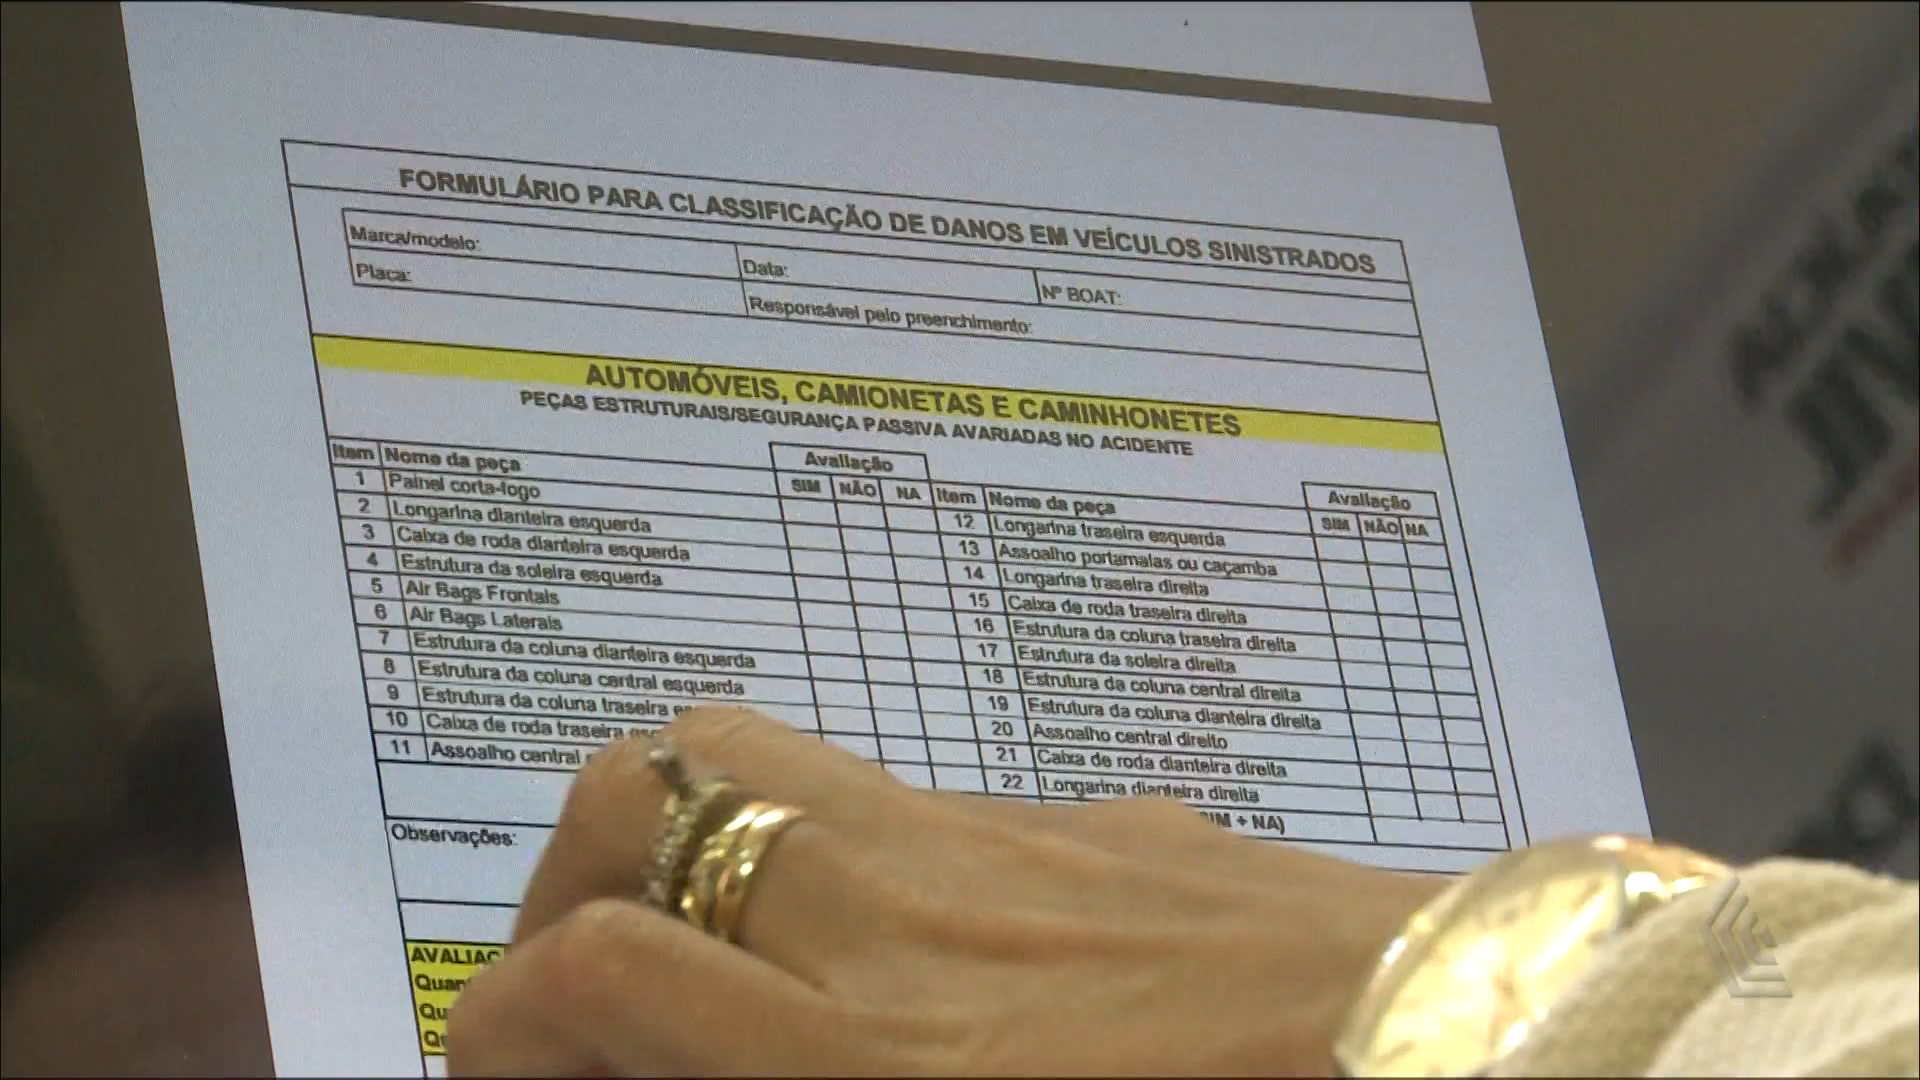 FORMULÁRIO PARA CLASSIFICAÇÃO DE DANOS EM VEÍCULOS SINISTRADOS
Marca/modelo:
Data:
Nº BOAT:
Placa:
Responsável pelo preenchimento:
AUTOMÓVEIS, CAMIONETAS E CAMINHONETES
PEÇAS ESTRUTURAIS/SEGURANÇA PASSIVA AVARIADAS NO ACIDENTE
Item Nome da peça Avaliação
SIM NÃO NA
1 Painel corta-fogo
2 Longarina dianteira esquerda
3 Caixa de roda dianteira esquerda
4 Estrutura da soleira esquerda
5 Air Bags Frontais
6 Air Bags Laterais
7 Estrutura da coluna dianteira esquerda
8 Estrutura da coluna central esquerda
9 Estrutura da coluna traseira
10 Caixa de roda traseira
11 Assoalho central
Item Nome da peça Avaliação
SIM NÃO NA
12 Longarina traseira esquerda
13 Assoalho portamalas ou caçamba
14 Longarina traseira direita
15 Caixa de roda traseira direita
16 Estrutura da coluna traseira direita
17 Estrutura da soleira direita
18 Estrutura da coluna central direita
19 Estrutura da coluna dianteira direita
20 Assoalho central direito
21 Caixa de roda dianteira direita
22 Longarina dianteira direita
+ NA)
Observações: